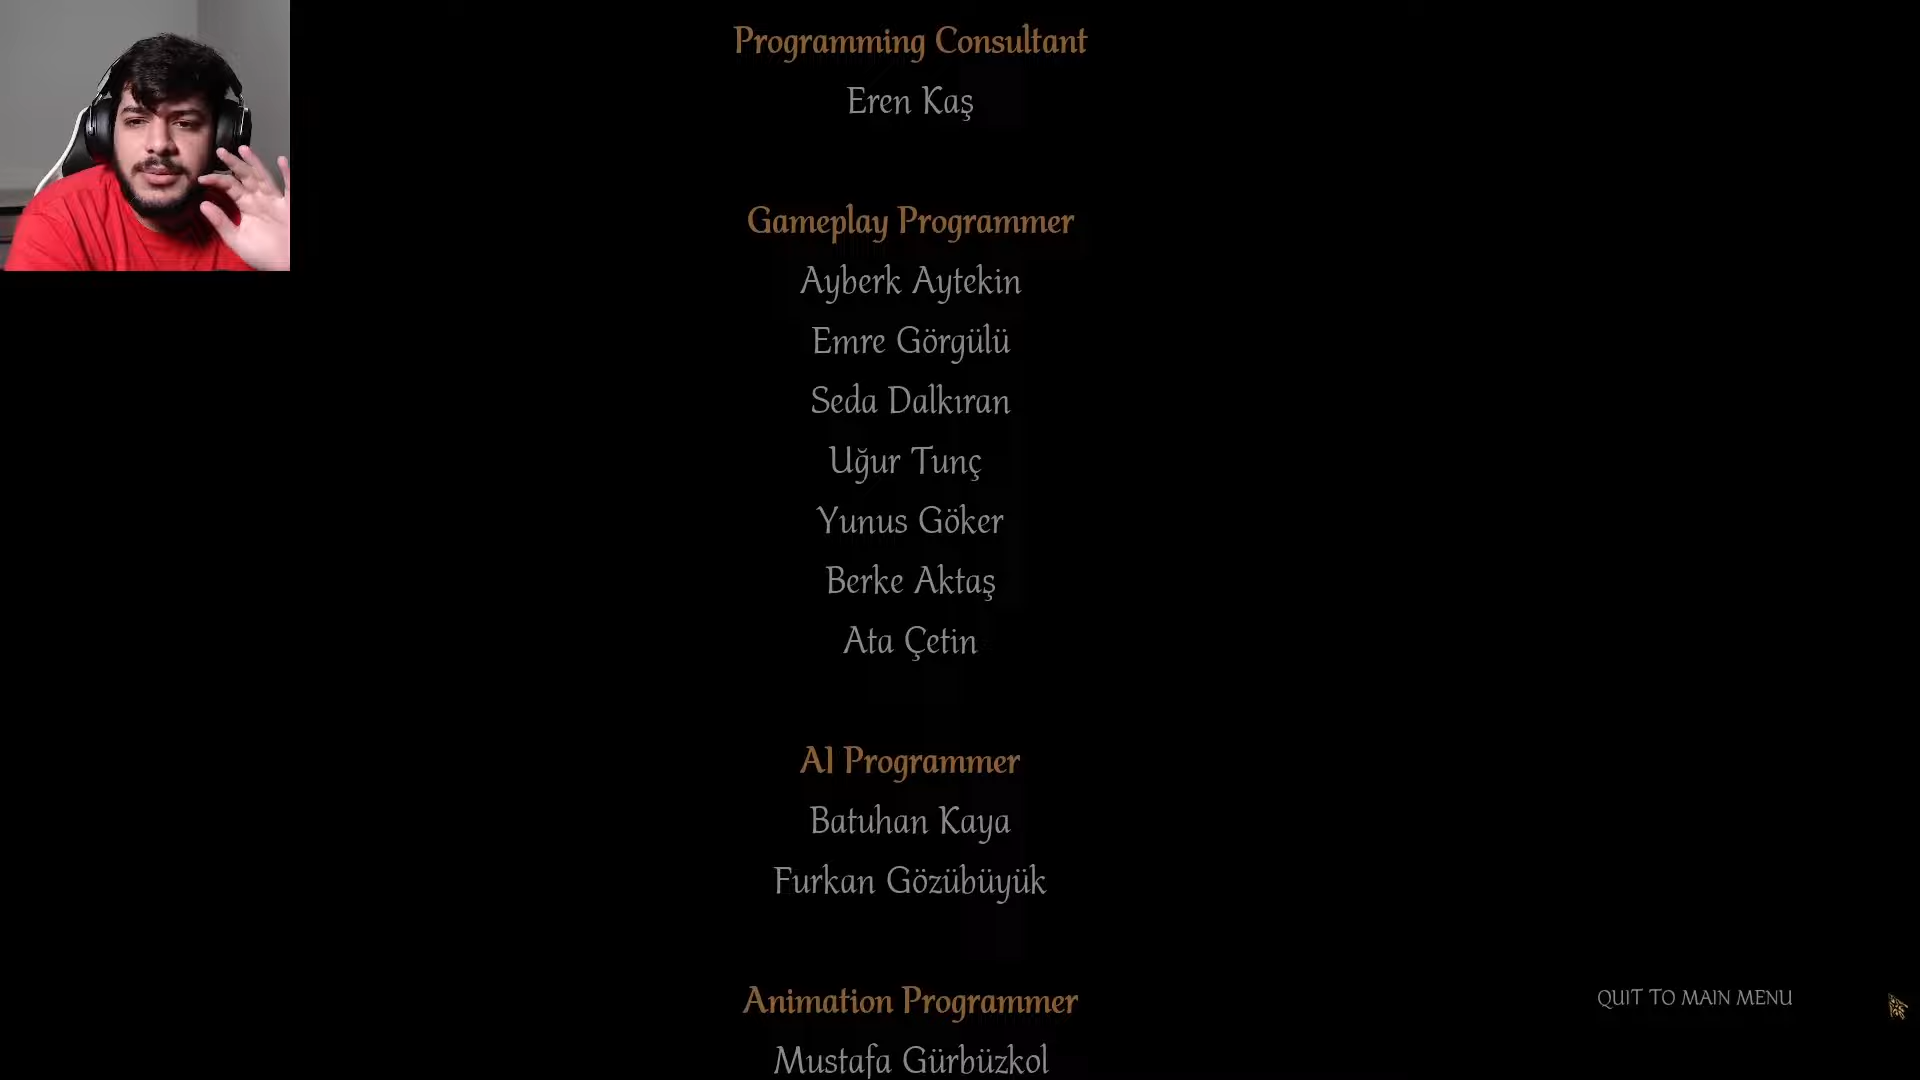 Programming Consultant
Eren Kaş
Gameplay Programmer
Ayberk Aytekin
Emre Görgülü
Seda Dalkıran
Uğur Tunç
Yunus Göker
Berke Aktaş
Ata Çetin
AI Programmer
Batuhan Kaya
Furkan Gözübüyük
Animation Programmer
Mustafa Gürbüzkol
QUIT TO MAIN MENU